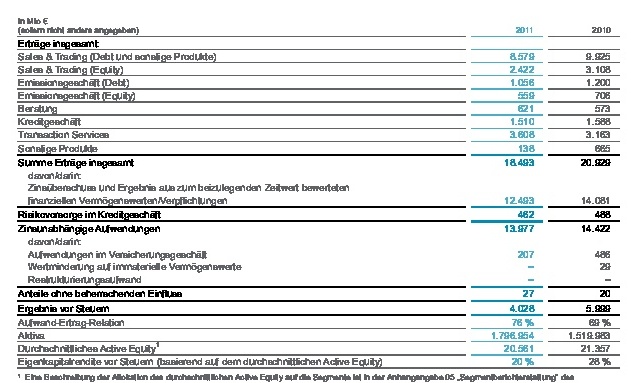 In Mio €
(sofern nicht anders angegeben) 2011 2010
Erträge insgesamt:
Sales & Trading (Debt und sonstige Produkte) 8.579 9.925
Sales & Trading (Equity) 2.422 3.108
Emissionsgeschäft (Debt) 1.056 1.200
Emissionsgeschäft (Equity) 559 706
Beratung 621 573
Kreditgeschäft 1.510 1.588
Transaction Services 3.608 3.163
Sonstige Produkte 138 665
Summe Erträge insgesamt 18.493 20.929
davon/darin:
Zinsüberschuss und Ergebnis aus zum beizulegenden Zeitwert bewerteten
finanziellen Vermögenswerten/Verpflichtungen 12.493 14.081
Risikovorsorge im Kreditgeschäft 462 488
Zinsunabhängige Aufwendungen 13.977 14.422
davon/darin:
Aufwendungen im Versicherungsgeschäft 207 486
Wertminderung auf immaterielle Vermögenswerte – 29
Restrukturierungsaufwand – –
Anteile ohne beherrschenden Einfluss 27 20
Ergebnis vor Steuern 4.028 5.999
Aufwand-Ertrag-Relation 76 % 69 %
Aktiva 1.796.954 1.519.983
Durchschnittliches Active Equity¹ 20.561 21.357
Eigenkapitalrendite vor Steuern (basierend auf dem durchschnittlichen Active Equity) 20 % 28 %
¹ Eine Beschreibung der Allokation des durchschnittlichen Active Equity auf die Segmente ist in der Anhangangabe 05 „Segmentberichterstattung" des